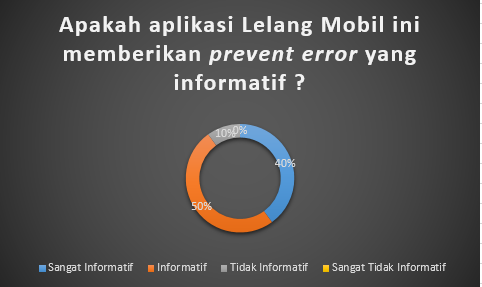 Apakah aplikasi Lelang Mobil ini
memberikan prevent error yang
informatif ?
10%
0%
40%
50%
Sangat Informatif
Informatif
Tidak Informatif
Sangat Tidak Informatif